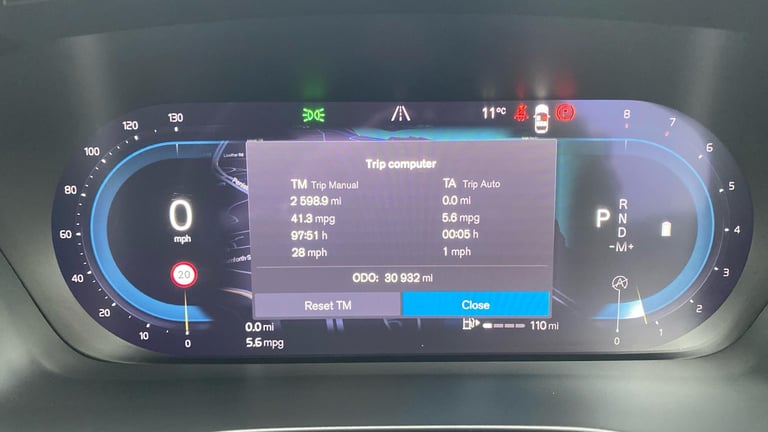 130
120
100
80
60
40
20
10
0
0
mph
20
11°C
8
7
6
5
4
3
2
1
0
P
R
N
D
-M+
Trip computer
TM Trip Manual
2 598.9 mi
41.3 mpg
97:51 h
28 mph
TA Trip Auto
0.0 mi
5.6 mpg
00:05 h
1 mph
ODO: 30 932 mi
Reset TM
Close
0.0 mi
5.6 mpg
110 mi